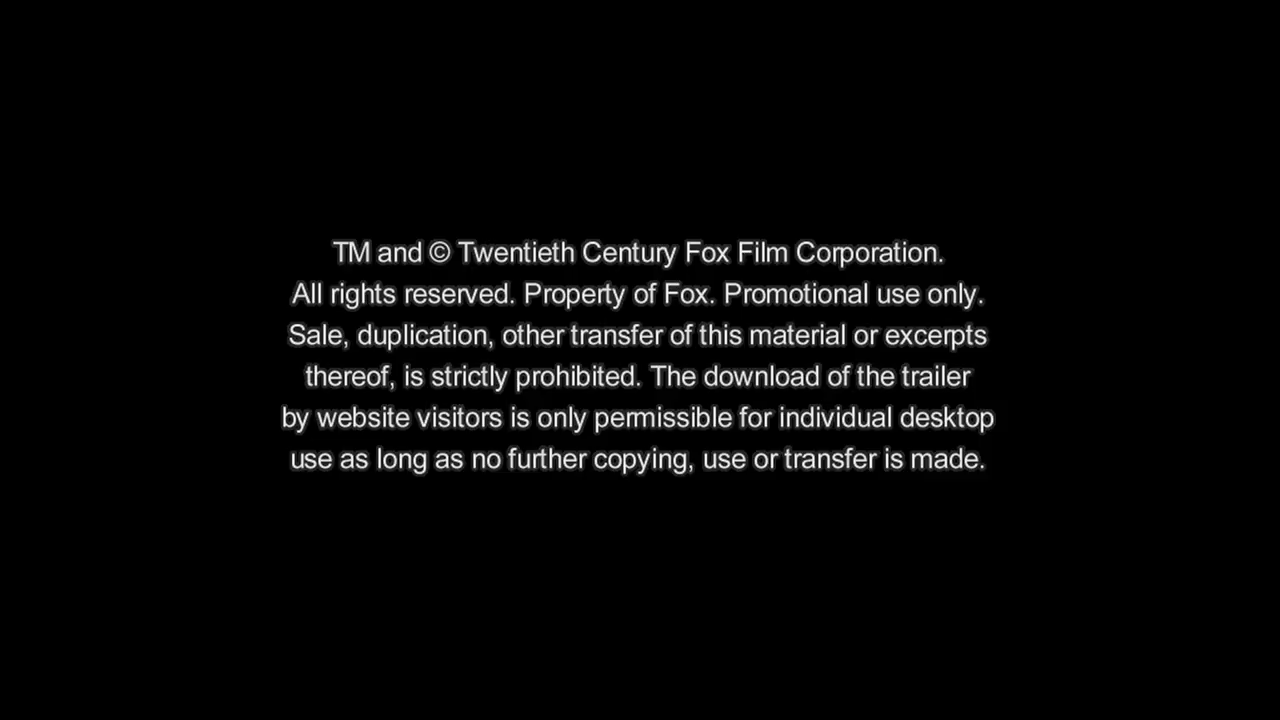 TM and © Twentieth Century Fox Film Corporation.
All rights reserved. Property of Fox. Promotional use only.
Sale, duplication, other transfer of this material or excerpts
thereof, is strictly prohibited. The download of the trailer
by website visitors is only permissible for individual desktop
use as long as no further copying, use or transfer is made.